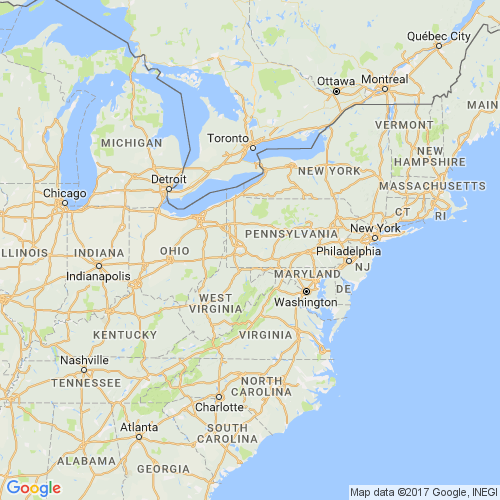 Québec City
Ottawa
Montreal
MAIN
VERMONT
MICHIGAN
Toronto
NEW
HAMPSHIRE
NEW YORK
Detroit
MASSACHUSETTS
Chicago
CT
RI
PENNSYLVANIA
New York
LLINOIS
INDIANA
OHIO
Philadelphia
Indianapolis
MARYLAND
NJ
DE
WEST
VIRGINIA
Washington
KENTUCKY
VIRGINIA
Nashville
TENNESSEE
NORTH
CAROLINA
Charlotte
Atlanta
SOUTH
CAROLINA
ALABAMA
GEORGIA
Google
Map data ©2017 Google, INEGI